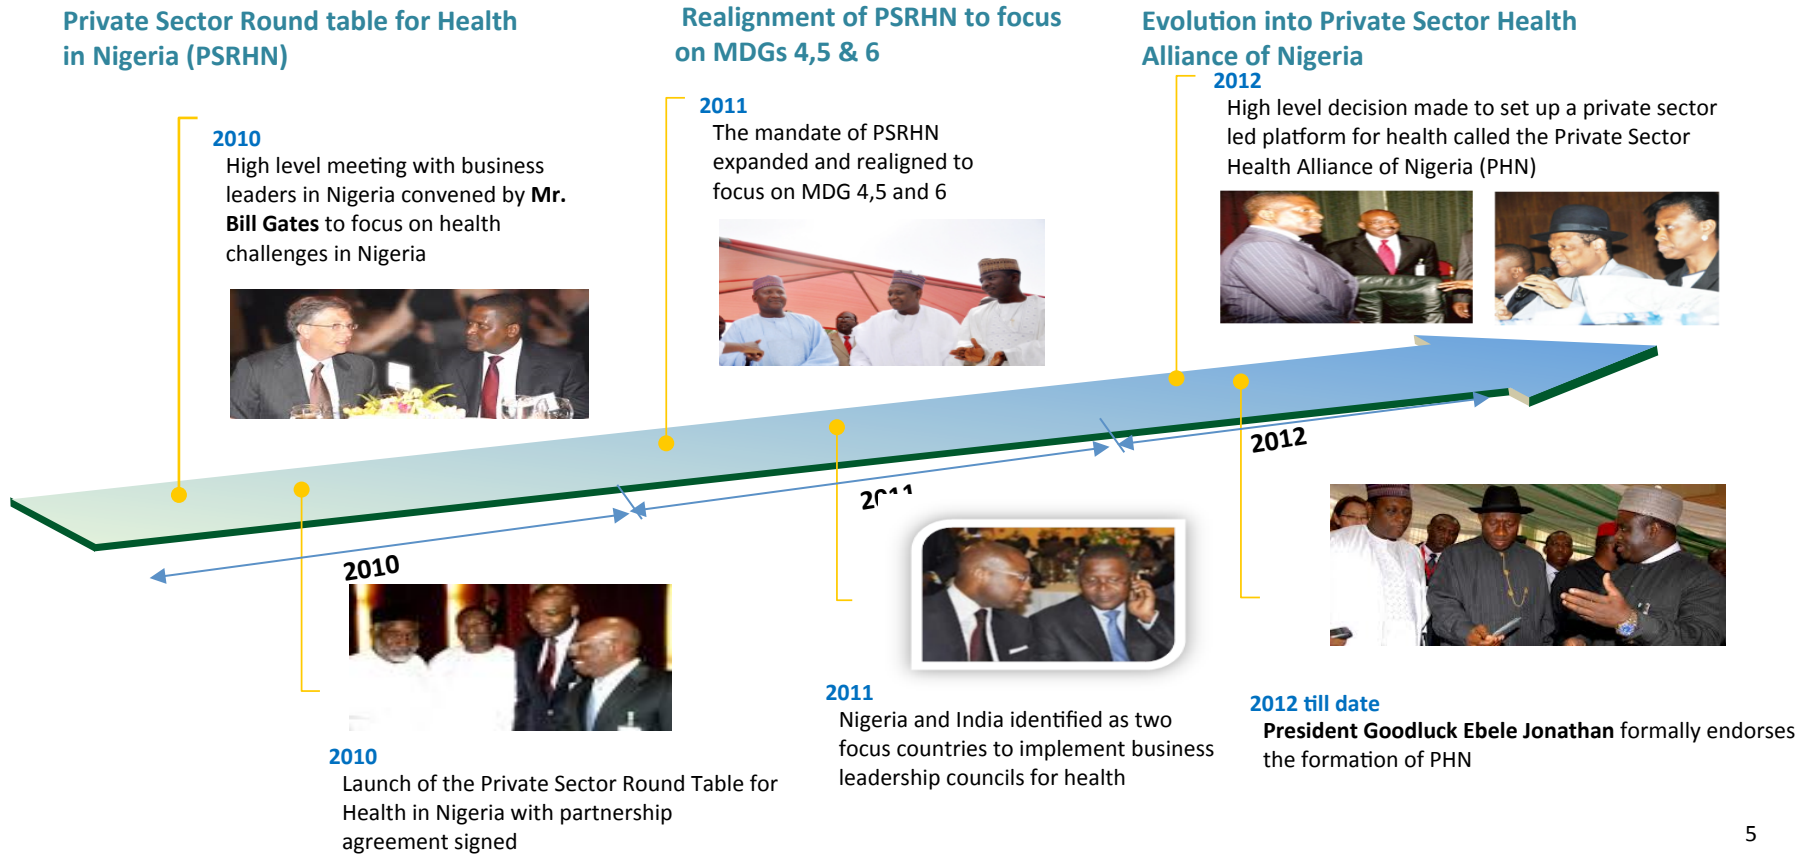 Private Sector Round table for Health
in Nigeria (PSRHN)
Realignment of PSRHN to focus
on MDGs 4,5 & 6
Evolution into Private Sector Health
Alliance of Nigeria
2010
High level meeting with business
leaders in Nigeria convened by Mr.
Bill Gates to focus on health
challenges in Nigeria
2011
The mandate of PSRHN
expanded and realigned to
focus on MDG 4,5 and 6
2012
High level decision made to set up a private sector
led platform for health called the Private Sector
Health Alliance of Nigeria (PHN)
2010
2011
2012
2010
Launch of the Private Sector Round Table for
Health in Nigeria with partnership
agreement signed
2011
Nigeria and India identified as two
focus countries to implement business
leadership councils for health
2012 till date
President Goodluck Ebele Jonathan formally endorses
the formation of PHN
5